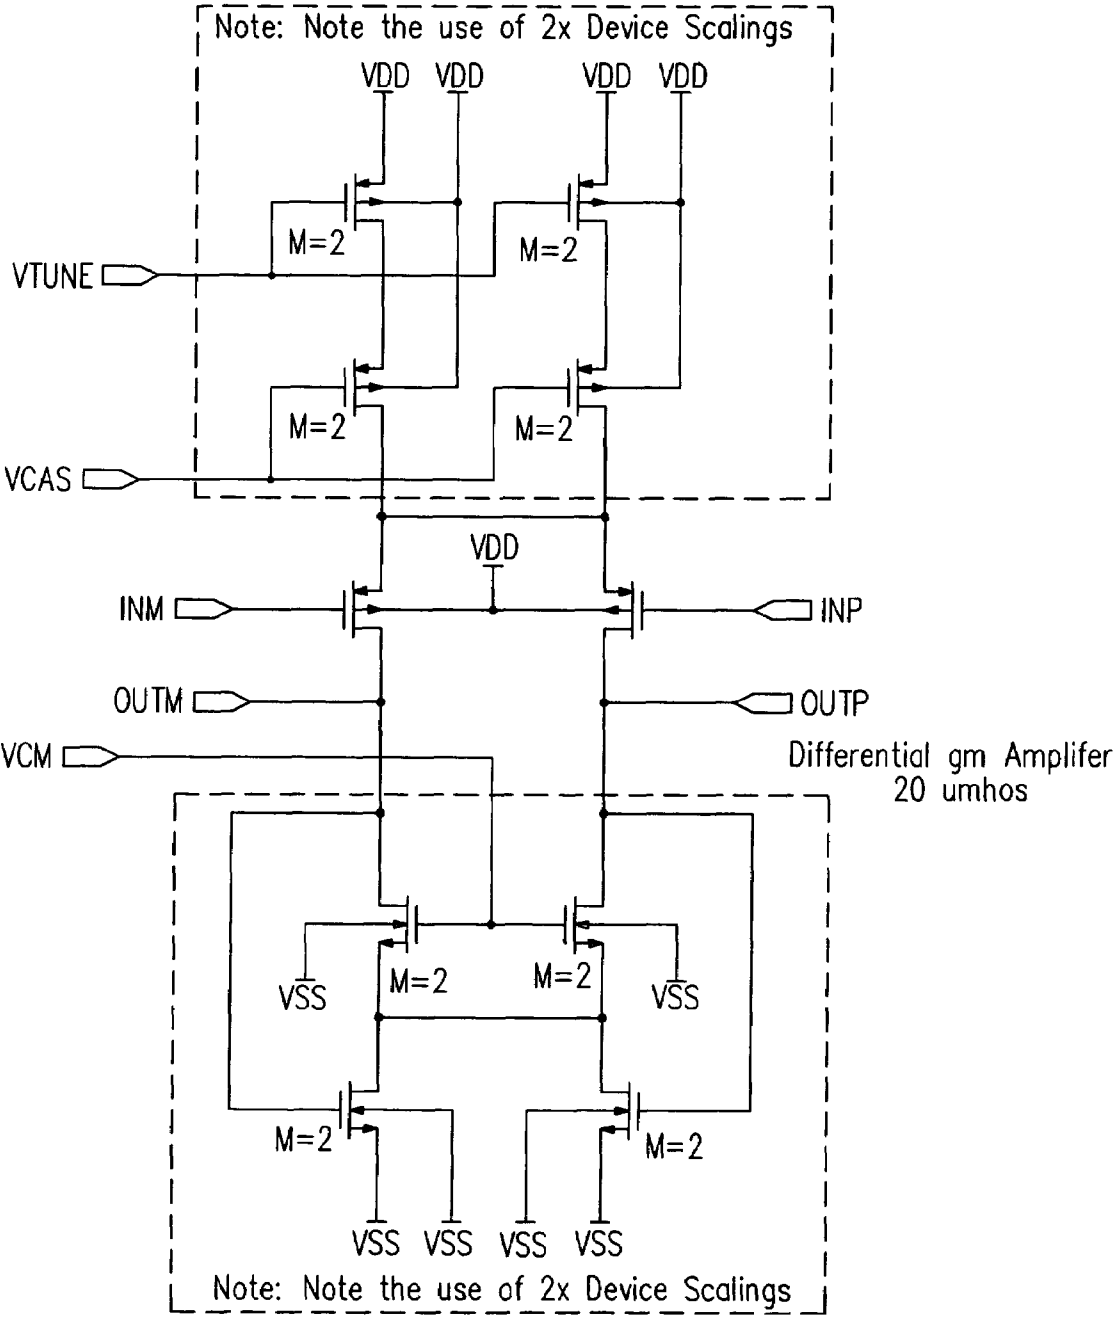 Note: Note the use of 2x Device Scalings
VDD VDD VDD VDD
M=2 M=2
VTUNE
M=2 M=2
VCAS
VDD
INM INP
OUTM OUTP
VCM
Differential gm Amplifer
20 umhos
M=2 M=2
VSS VSS
M=2 M=2
VSS VSS VSS VSS
Note: Note the use of 2x Device Scalings